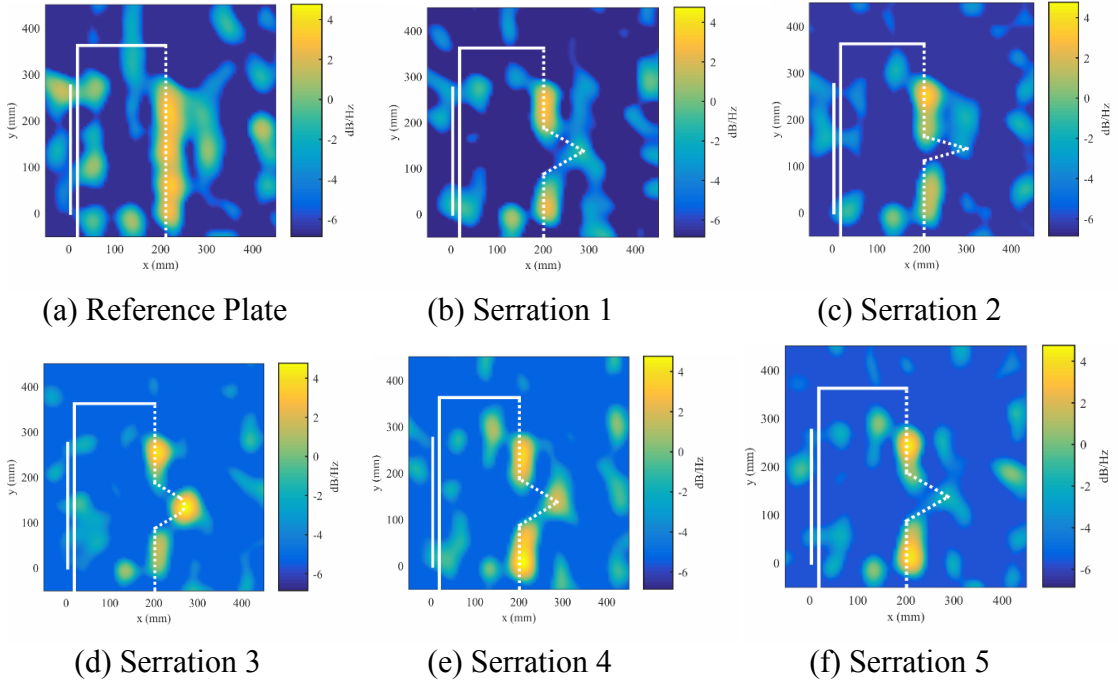 400
300
200
100
0
y (mm)
0 100 200 300 400
x (mm)
4
2
0
-2
-4
-6
dB/Hz
(a) Reference Plate
400
300
200
100
0
y (mm)
0 100 200 300 400
x (mm)
4
2
0
-2
-4
-6
dB/Hz
(b) Serration 1
400
300
200
100
0
y (mm)
0 100 200 300 400
x (mm)
4
2
0
-2
-4
-6
dB/Hz
(c) Serration 2
400
300
200
100
0
y (mm)
0 200 400
x (mm)
4
2
0
-2
-4
-6
dB/Hz
(d) Serration 3
400
300
200
100
0
y (mm)
0 100 200 300 400
x (mm)
4
2
0
-2
-4
-6
dB/Hz
(e) Serration 4
400
300
200
100
0
y (mm)
0 100 200 300 400
x (mm)
4
2
0
-2
-4
-6
dB/Hz
(f) Serration 5